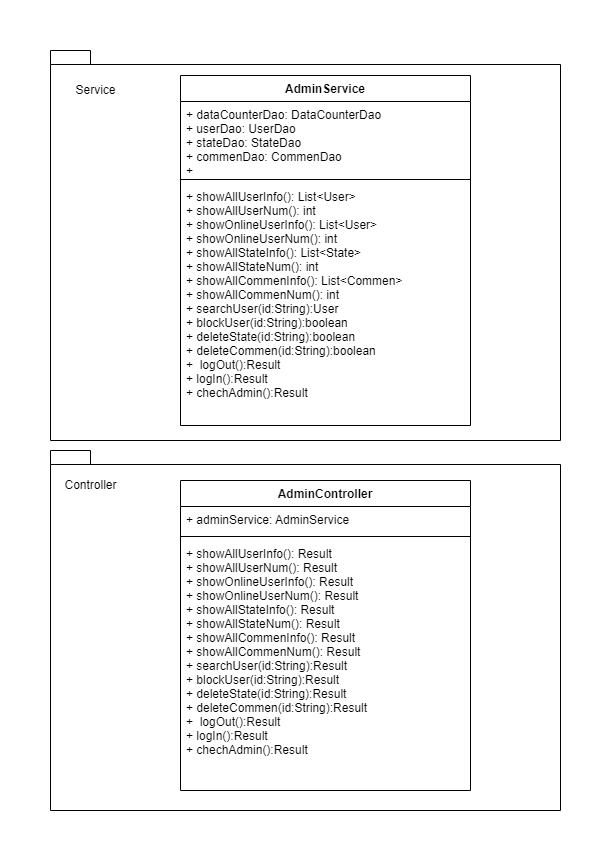 Service
AdminService
+ dataCounterDao: DataCounterDao
+ userDao: UserDao
+ stateDao: StateDao
+ commenDao: CommenDao
+
+ showAllUserInfo(): List<User>
+ showAllUserNum(): int
+ showOnlineUserInfo(): List<User>
+ showOnlineUserNum(): int
+ showAllStateInfo(): List<State>
+ showAllStateNum(): int
+ showAllCommenInfo(): List<Commen>
+ showAllCommenNum(): int
+ searchUser(id:String):User
+ blockUser(id:String):boolean
+ deleteState(id:String):boolean
+ deleteCommen(id:String):boolean
+  logOut():Result
+ logIn():Result
+ chechAdmin():Result
Controller
AdminController
+ adminService: AdminService
+ showAllUserInfo(): Result
+ showAllUserNum(): Result
+ showOnlineUserInfo(): Result
+ showOnlineUserNum(): Result
+ showAllStateInfo(): Result
+ showAllStateNum(): Result
+ showAllCommenInfo(): Result
+ showAllCommenNum(): Result
+ searchUser(id:String):Result
+ blockUser(id:String):Result
+ deleteState(id:String):Result
+ deleteCommen(id:String):Result
+  logOut():Result
+ logIn():Result
+ chechAdmin():Result